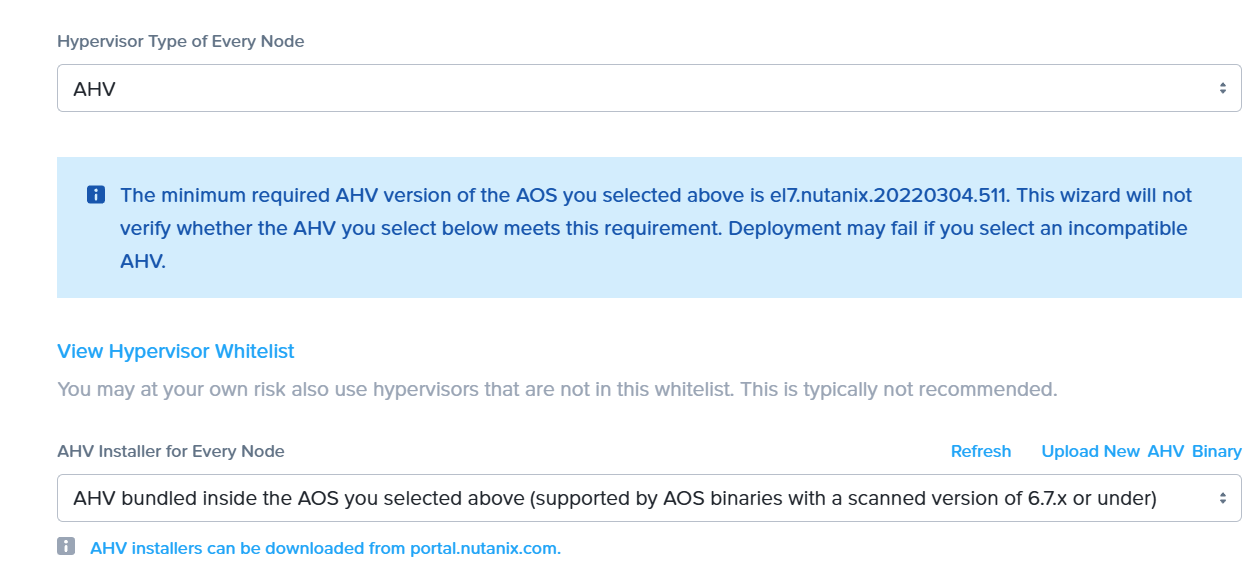 Hypervisor Type of Every Node
AHV
The minimum required AHV version of the AOS you selected above is el7.nutanix.20220304.511. This wizard will not
verify whether the AHV you select below meets this requirement. Deployment may fail if you select an incompatible
AHV.
View Hypervisor Whitelist
You may at your own risk also use hypervisors that are not in this whitelist. This is typically not recommended.
AHV Installer for Every Node Refresh Upload New AHV Binary
AHV bundled inside the AOS you selected above (supported by AOS binaries with a scanned version of 6.7.x or under)
AHV installers can be downloaded from portal.nutanix.com.